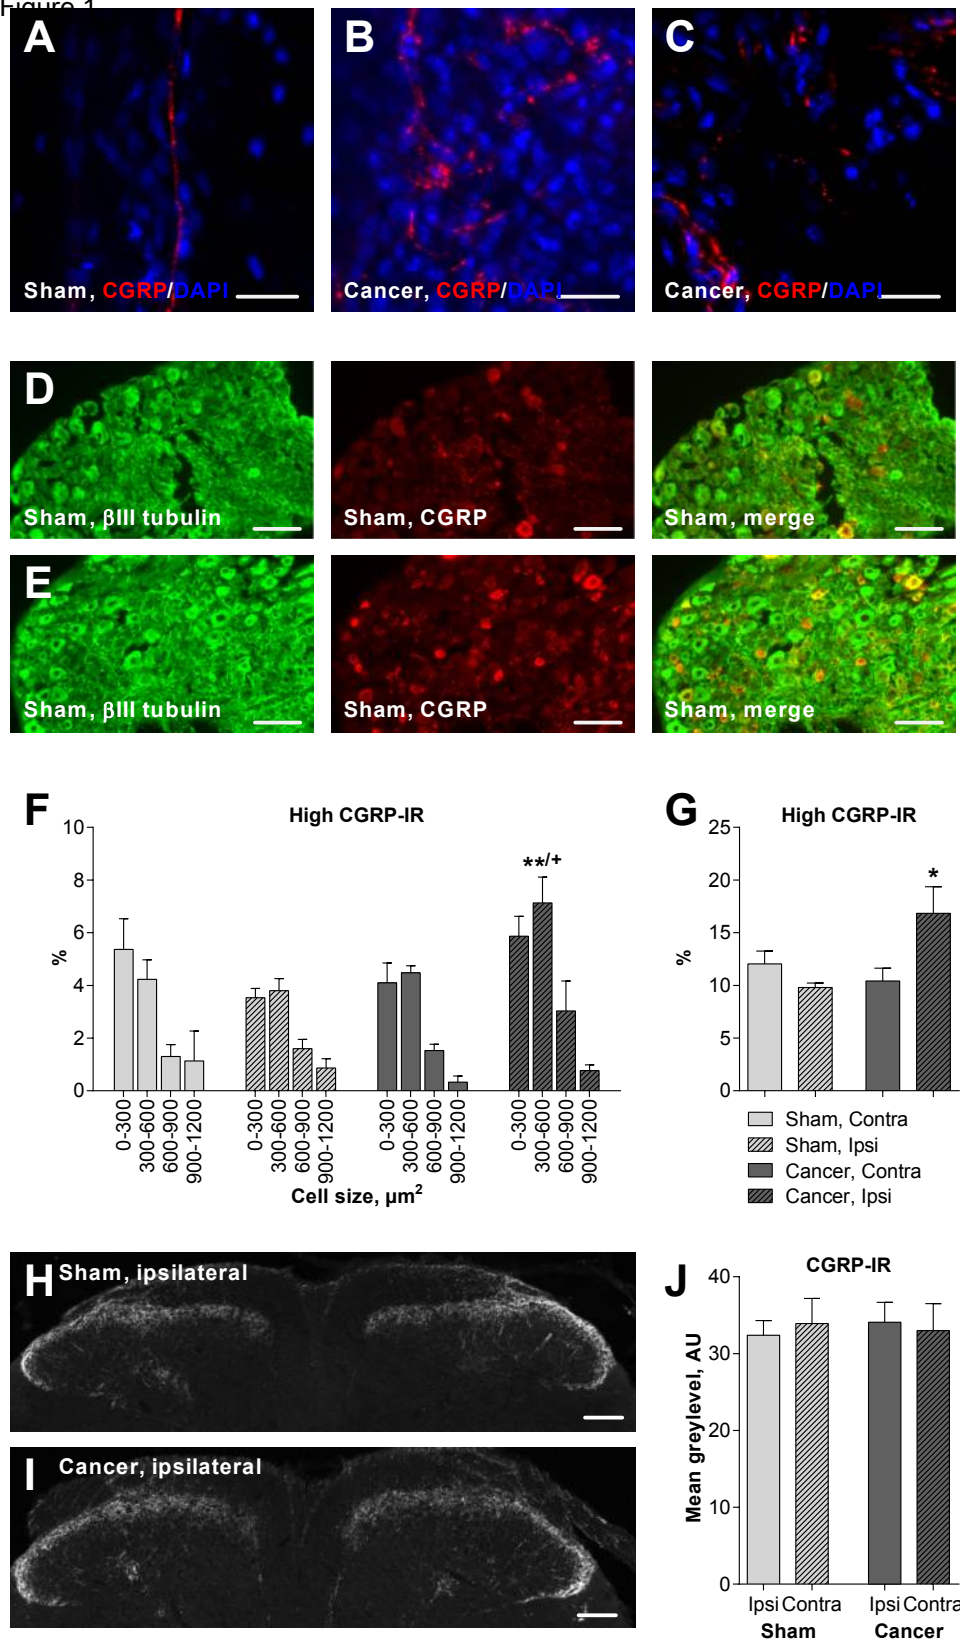 Figure 1
A
B
C
Sham, CGRP/DAPI
Cancer, CGRP/DAPI
Cancer, CGRP/DAPI
D
Sham, βIII tubulin
Sham, CGRP
Sham, merge
E
Sham, βIII tubulin
Sham, CGRP
Sham, merge
F
High CGRP-IR
10
8
6
4
2
0
%
**/+
0-300
300-600
600-900
900-1200
0-300
300-600
600-900
900-1200
0-300
300-600
600-900
900-1200
0-300
300-600
600-900
900-1200
Cell size, µm²
G
High CGRP-IR
25
20
15
10
5
0
%
*
Sham, Contra
Sham, Ipsi
Cancer, Contra
Cancer, Ipsi
H Sham, ipsilateral
I Cancer, ipsilateral
J
CGRP-IR
40
30
20
10
0
Mean greylevel, AU
Ipsi Contra Ipsi Contra
Sham Cancer